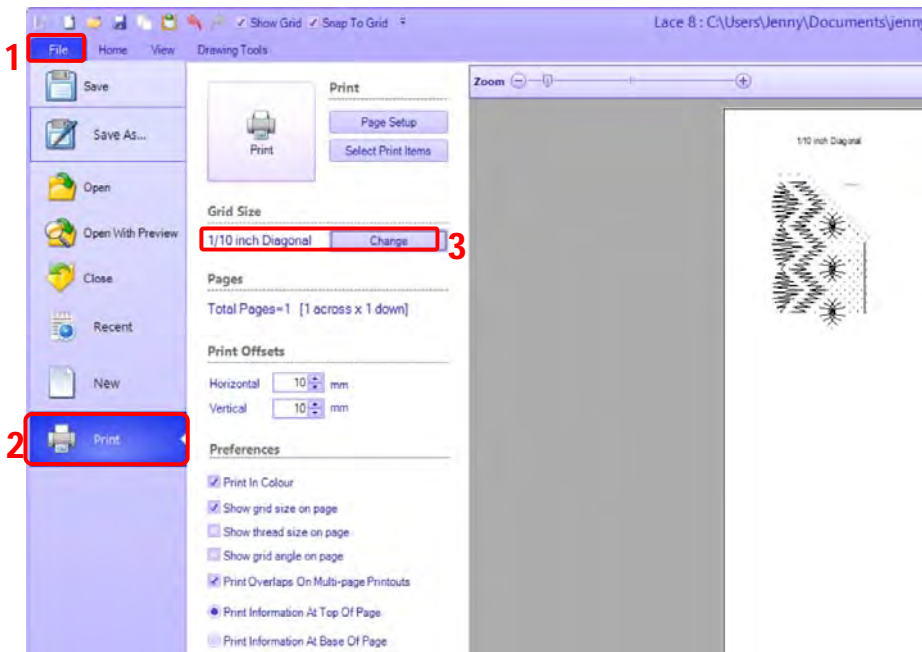 Show Grid Snap To Grid
Lace 8 : C:\Users\Jenny\Documents\jenny
1
File Home View Drawing Tools
Save
Save As...
Open
Open With Preview
Close
Recent
New
2
Print
Print
Print
Page Setup
Select Print Items
Grid Size
1/10 inch Diagonal Change
3
Pages
Total Pages=1 [1 across x 1 down]
Print Offsets
Horizontal 10 mm
Vertical 10 mm
Preferences
Print In Colour
Show grid size on page
Show thread size on page
Show grid angle on page
Print Overlaps On Multi-page Printouts
Print Information At Top Of Page
Print Information At Base Of Page
Zoom
1/10 inch Diagonal